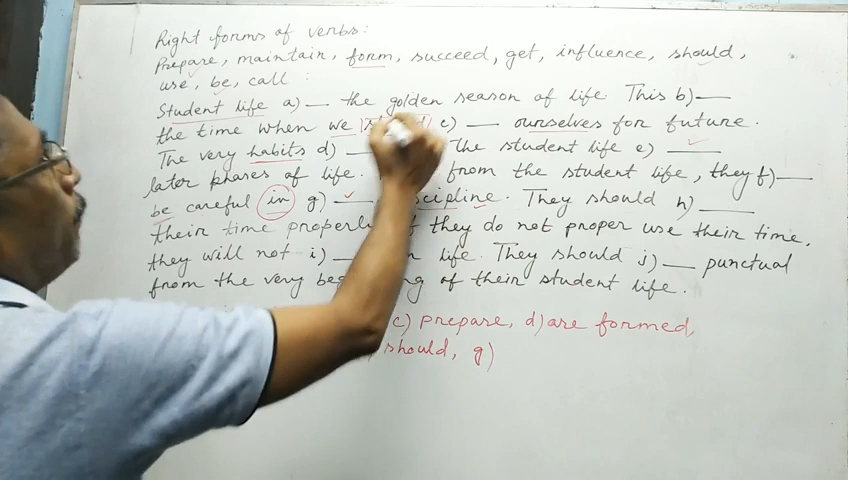 Right forms of verbs:
Prepare, maintain, form, succeed, get, influence, should,
use, be, call :
Student life a) — the golden season of life. This b) —
the time when we c) — ourselves for future.
The very habits d) — the student life e) —
later phases of life. from the student life, they f) —
be careful in g) — discipline. They should h) —
their time properly. If they do not proper use their time,
they will not i) — life. They should j) — punctual
from the very beginning of their student life.
c) prepare, d) are formed,
should, g)